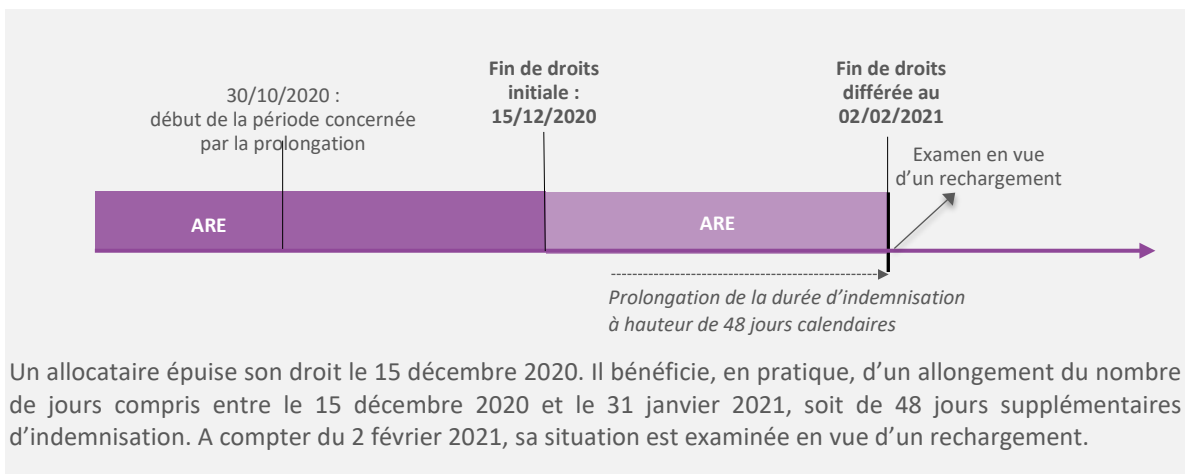 30/10/2020 :
début de la période concernée
par la prolongation
Fin de droits
initiale :
15/12/2020
Fin de droits
différée au
02/02/2021
Examen en vue
d’un rechargement
ARE
ARE
Prolongation de la durée d’indemnisation
à hauteur de 48 jours calendaires
Un allocataire épuise son droit le 15 décembre 2020. Il bénéficie, en pratique, d’un allongement du nombre
de jours compris entre le 15 décembre 2020 et le 31 janvier 2021, soit de 48 jours supplémentaires
d’indemnisation. A compter du 2 février 2021, sa situation est examinée en vue d’un rechargement.